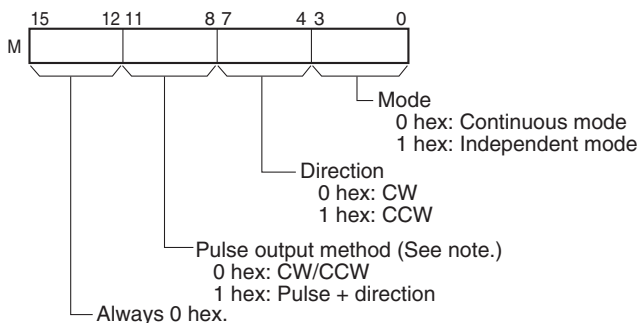 15 12 11 8 7 4 3 0
M
Mode
0 hex: Continuous mode
1 hex: Independent mode
Direction
0 hex: CW
1 hex: CCW
Pulse output method (See note.)
0 hex: CW/CCW
1 hex: Pulse + direction
Always 0 hex.